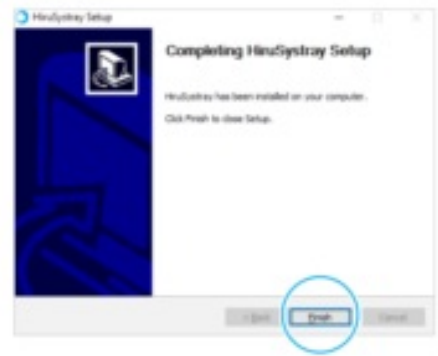 HiruSystray Setup
Completing HiruSystray Setup
HiruSystray has been installed on your computer.
Click Finish to close Setup.
< Back Finish Cancel